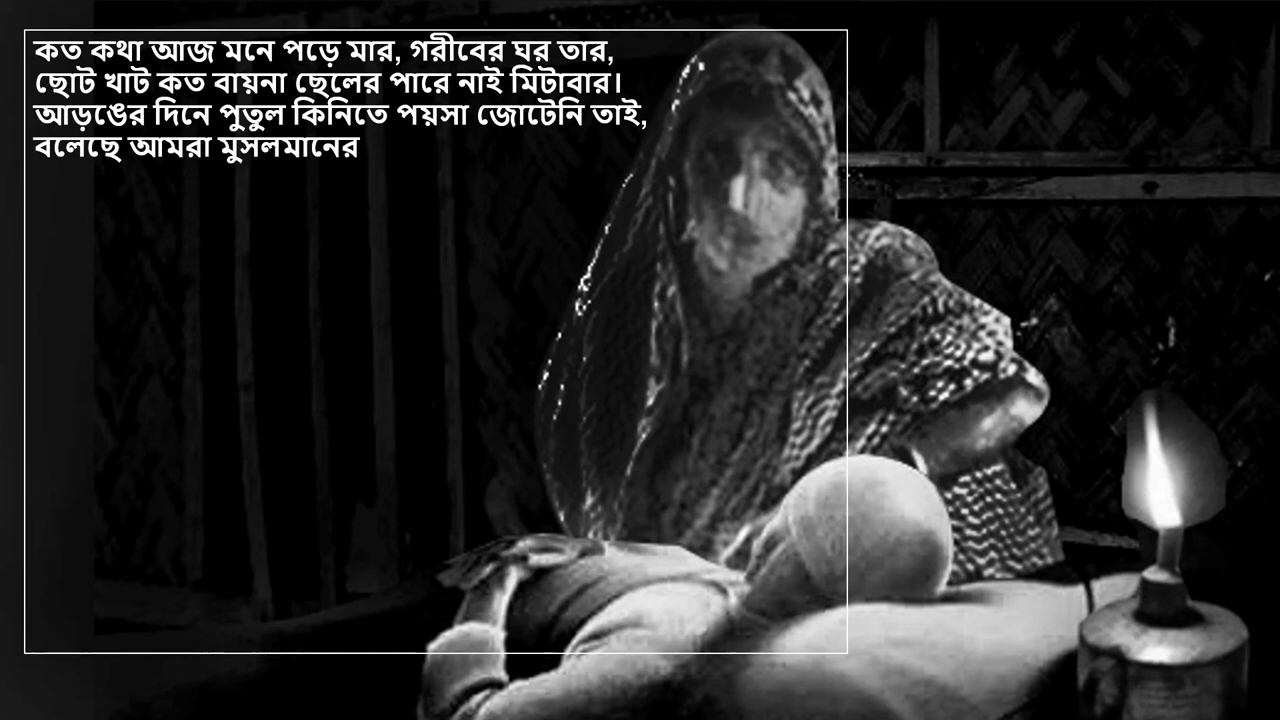 কত কথা আজ মনে পড়ে মার, গরীবের ঘর তার,
ছোট খাট কত বায়না ছেলের পারে নাই মিটাবার।
আড়ঙের দিনে পুতুল কিনিতে পয়সা জোটেনি তাই,
বলেছে আমরা মুসলমানের